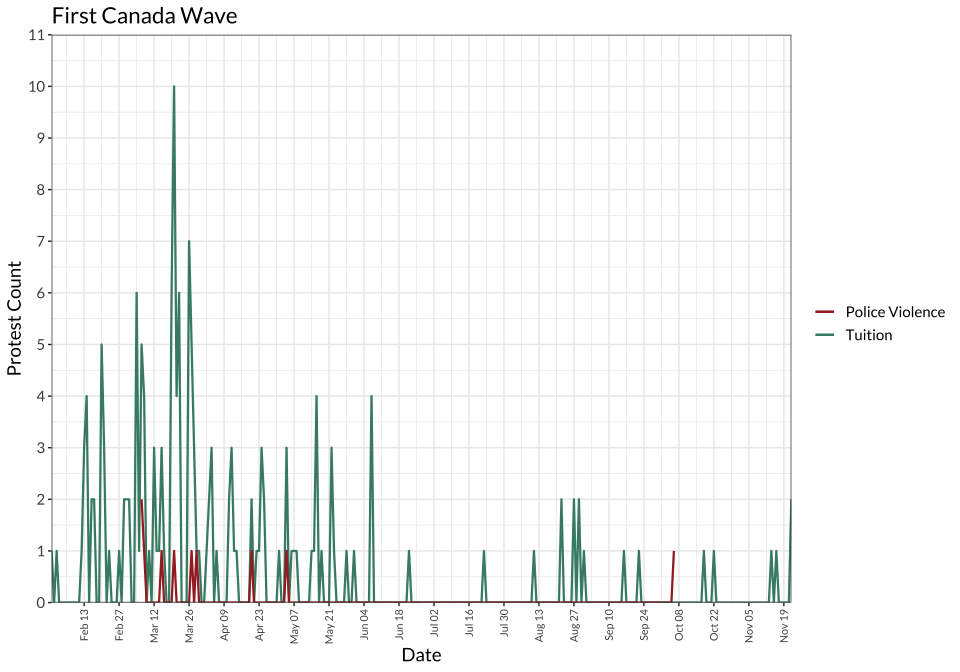 First Canada Wave
11
10
9
8
7
6
5
4
3
2
1
0
Protest Count
Feb 13
Feb 27
Mar 12
Mar 26
Apr 09
Apr 23
May 07
May 21
Jun 04
Jun 18
Jul 02
Jul 16
Jul 30
Aug 13
Aug 27
Sep 10
Sep 24
Oct 08
Oct 22
Nov 05
Nov 19
Date
Police Violence
Tuition